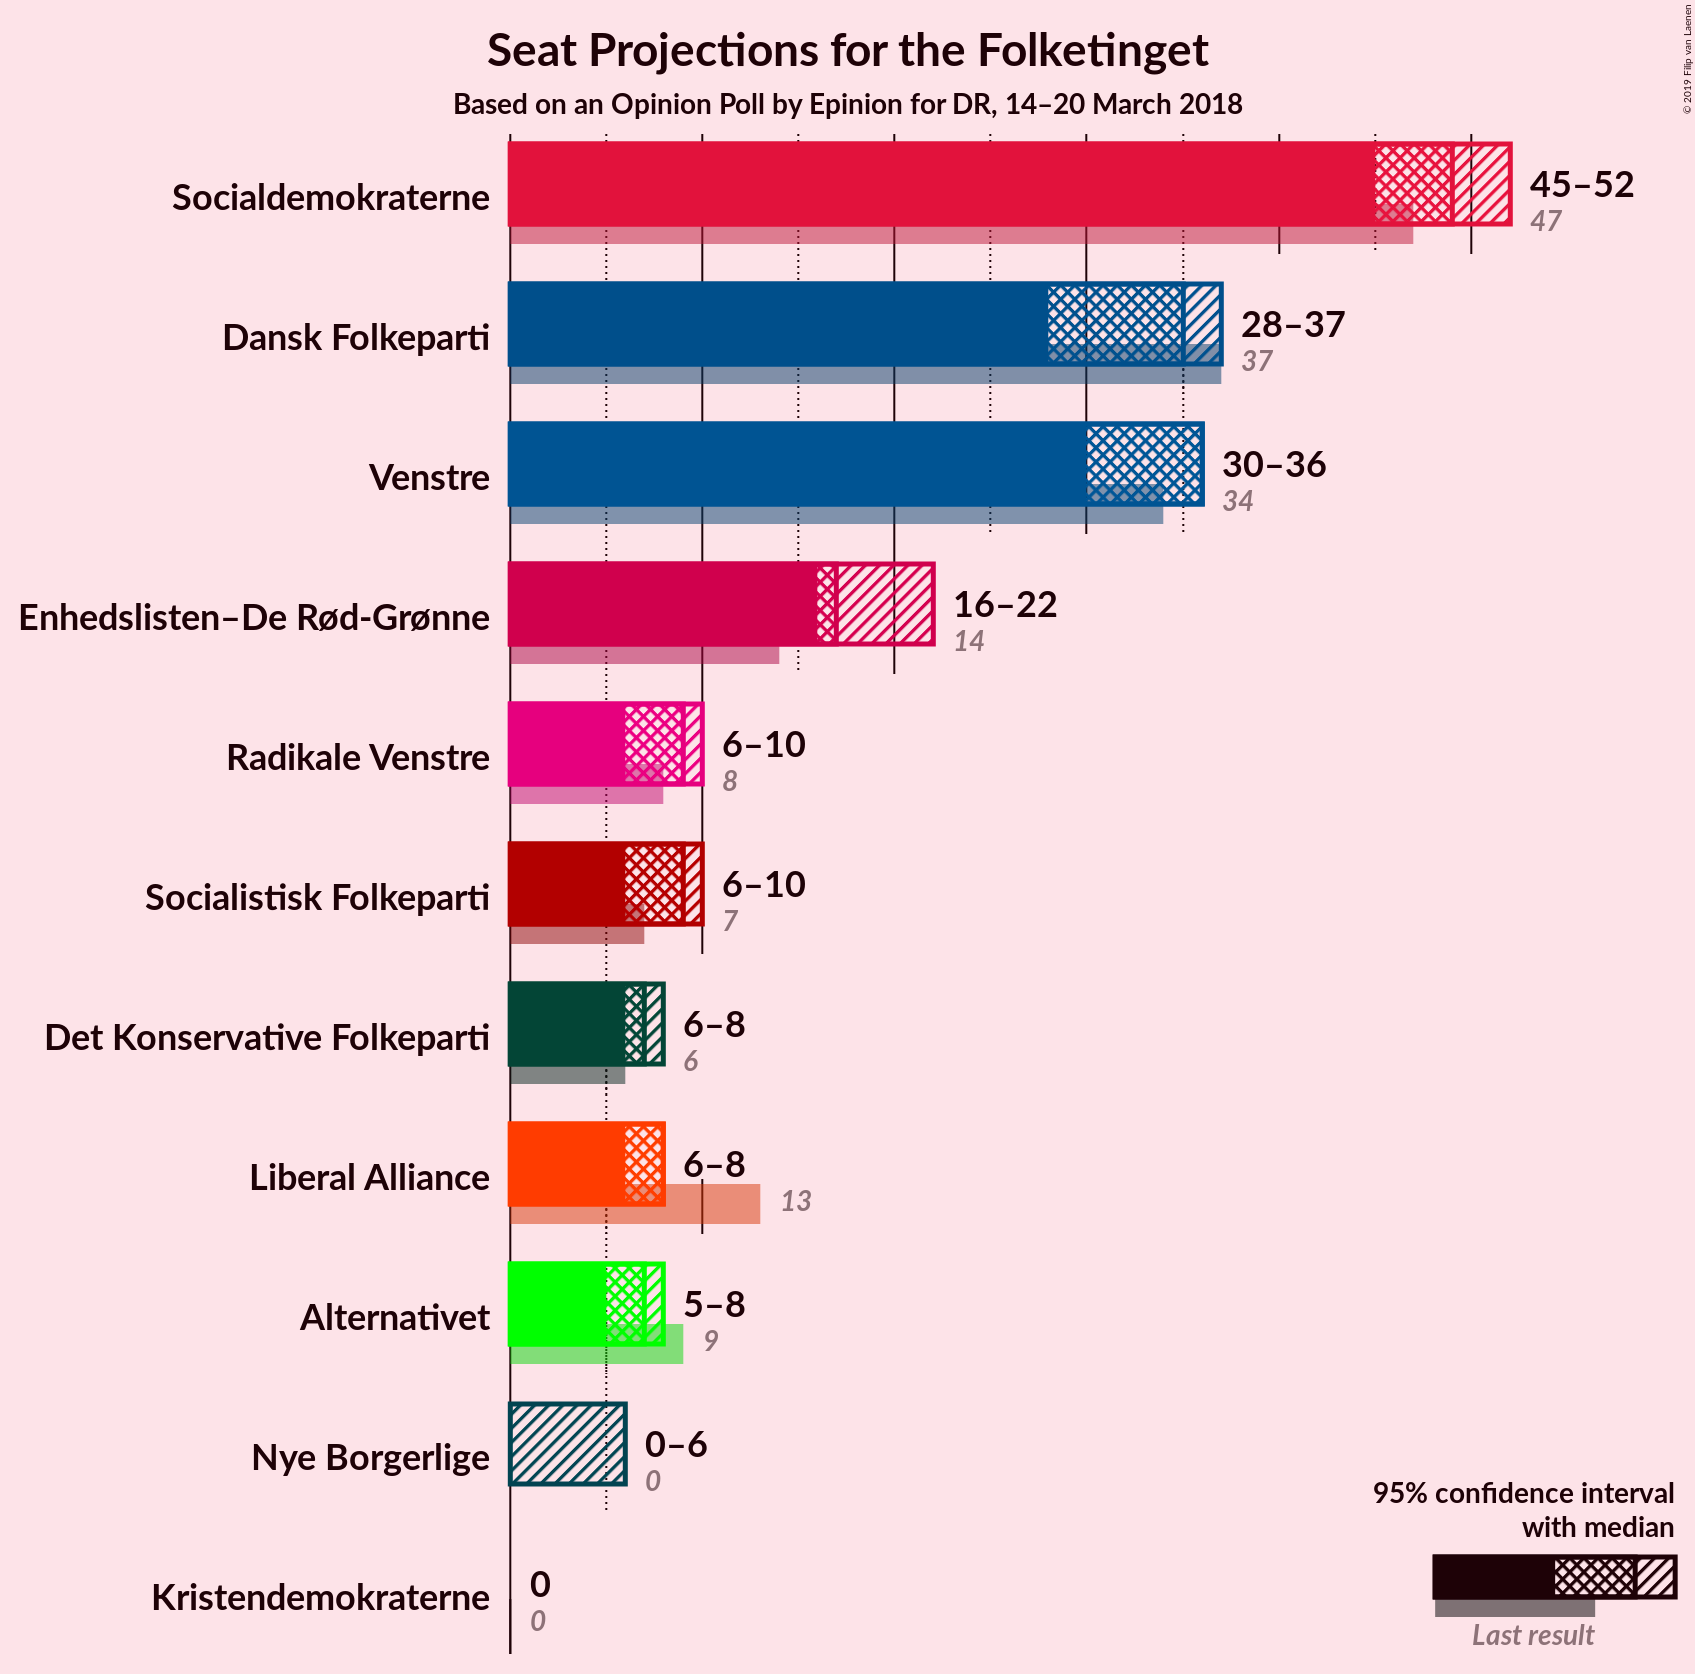 Seat Projections for the Folketinget
Based on an Opinion Poll by Epinion for DR, 14–20 March 2018
© 2019 Filip van Laenen
Socialdemokraterne
45–52
47
Dansk Folkeparti
28–37
37
Venstre
30–36
34
Enhedslisten–De Rød-Grønne
16–22
14
Radikale Venstre
6–10
8
Socialistisk Folkeparti
6–10
7
Det Konservative Folkeparti
6–8
6
Liberal Alliance
6–8
13
Alternativet
5–8
9
Nye Borgerlige
0–6
0
Kristendemokraterne
0
0
95% confidence interval
with median
Last result